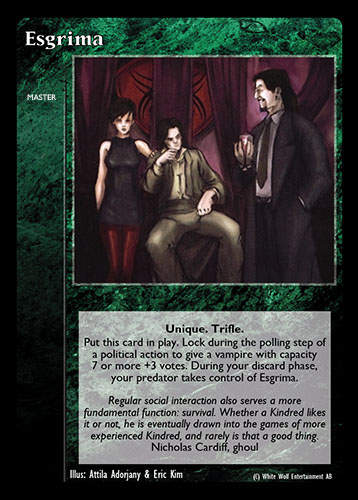 Esgrima
MASTER
Unique. Trifle.
Put this card in play. Lock during the polling step of
a political action to give a vampire with capacity
7 or more +3 votes. During your discard phase,
your predator takes control of Esgrima.
Regular social interaction also serves a more
fundamental function: survival. Whether a Kindred likes
it or not, he is eventually drawn into the games of more
experienced Kindred, and rarely is that a good thing.
Nicholas Cardiff, ghoul
Illus: Attila Adorjany & Eric Kim
(C) White Wolf Entertainment AB